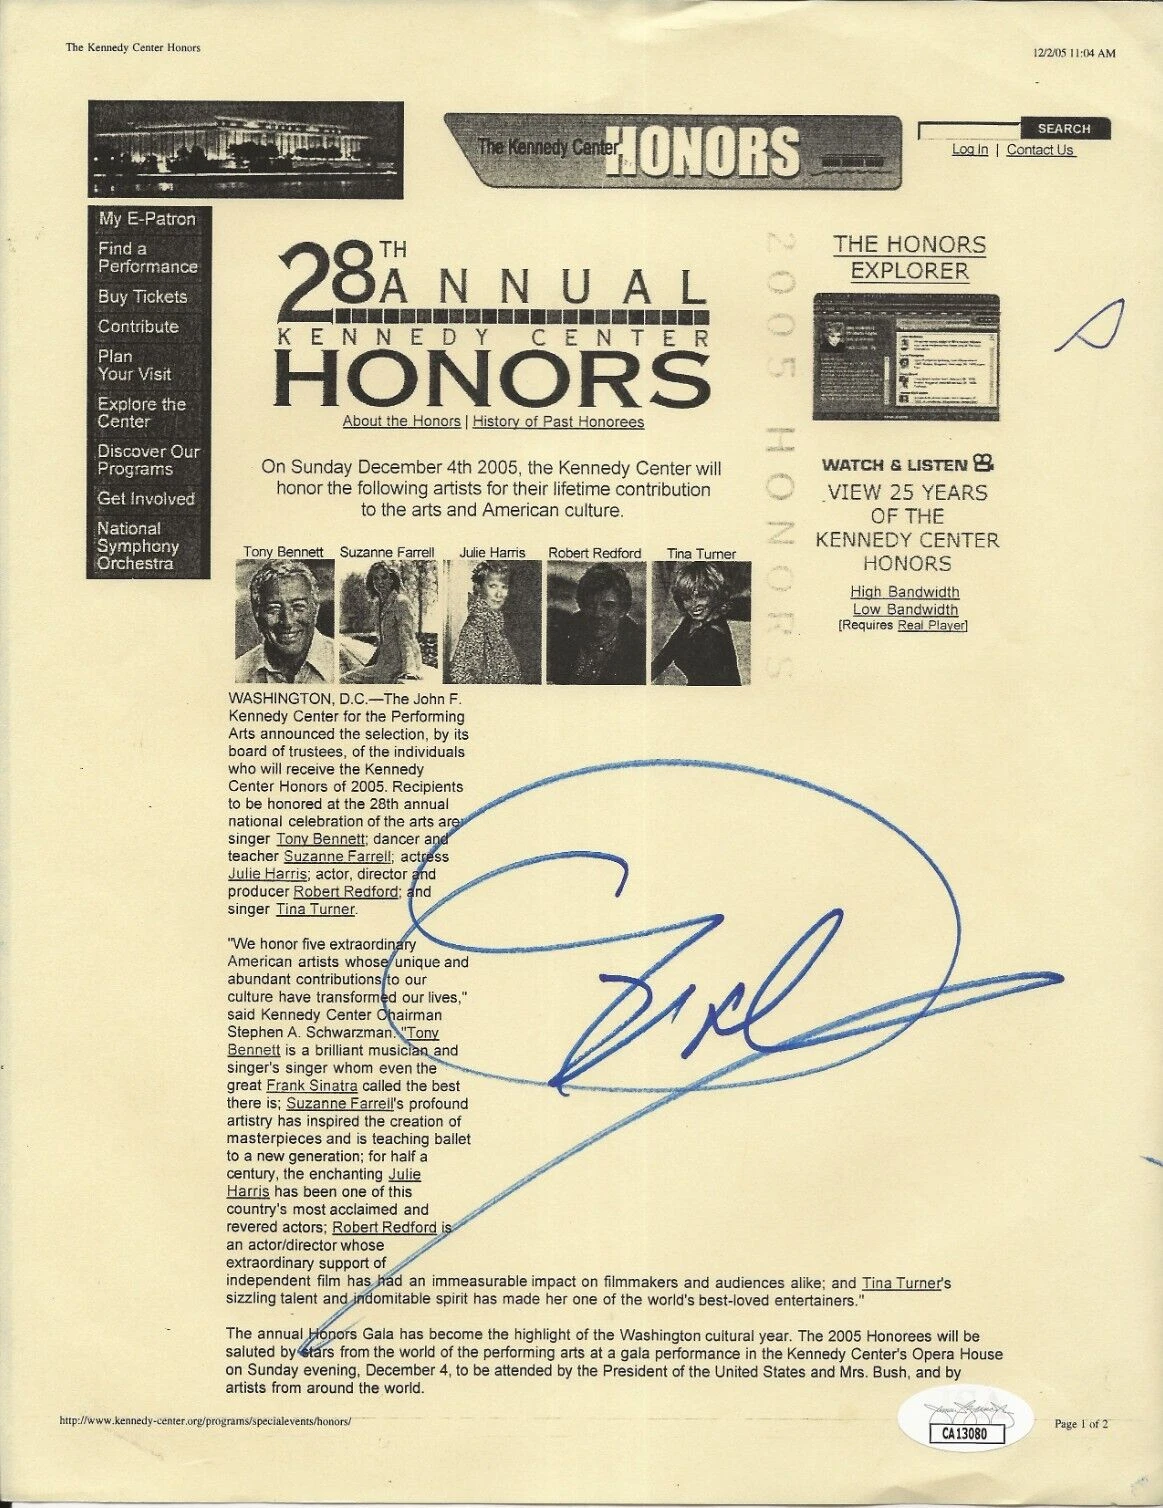 The Kennedy Center Honors
12/2/05 11:04 AM
The Kennedy Center HONORS
SEARCH
Log In | Contact Us
My E-Patron
Find a
Performance
Buy Tickets
Contribute
Plan
Your Visit
Explore the
Center
Discover Our
Programs
Get Involved
National
Symphony
Orchestra
28TH
ANNUAL
KENNEDY CENTER
HONORS
About the Honors | History of Past Honorees
On Sunday December 4th 2005, the Kennedy Center will
honor the following artists for their lifetime contribution
to the arts and American culture.
Tony Bennett Suzanne Farrell Julie Harris Robert Redford Tina Turner
2005 HONORS
THE HONORS
EXPLORER
WATCH & LISTEN
VIEW 25 YEARS
OF THE
KENNEDY CENTER
HONORS
High Bandwidth
Low Bandwidth
[Requires Real Player]
WASHINGTON, D.C.—The John F.
Kennedy Center for the Performing
Arts announced the selection, by its
board of trustees, of the individuals
who will receive the Kennedy
Center Honors of 2005. Recipients
to be honored at the 28th annual
national celebration of the arts are:
singer Tony Bennett; dancer and
teacher Suzanne Farrell; actress
Julie Harris; actor, director and
producer Robert Redford; and
singer Tina Turner.
"We honor five extraordinary
American artists whose unique and
abundant contributions to our
culture have transformed our lives,"
said Kennedy Center Chairman
Stephen A. Schwarzman. "Tony
Bennett is a brilliant musician and
singer's singer whom even the
great Frank Sinatra called the best
there is; Suzanne Farrell's profound
artistry has inspired the creation of
masterpieces and is teaching ballet
to a new generation; for half a
century, the enchanting Julie
Harris has been one of this
country's most acclaimed and
revered actors; Robert Redford is
an actor/director whose
extraordinary support of
independent film has had an immeasurable impact on filmmakers and audiences alike; and Tina Turner's
sizzling talent and indomitable spirit has made her one of the world's best-loved entertainers."
The annual Honors Gala has become the highlight of the Washington cultural year. The 2005 Honorees will be
saluted by stars from the world of the performing arts at a gala performance in the Kennedy Center's Opera House
on Sunday evening, December 4, to be attended by the President of the United States and Mrs. Bush, and by
artists from around the world.
http://www.kennedy-center.org/programs/specialevents/honors/
CA13080
Page 1 of 2